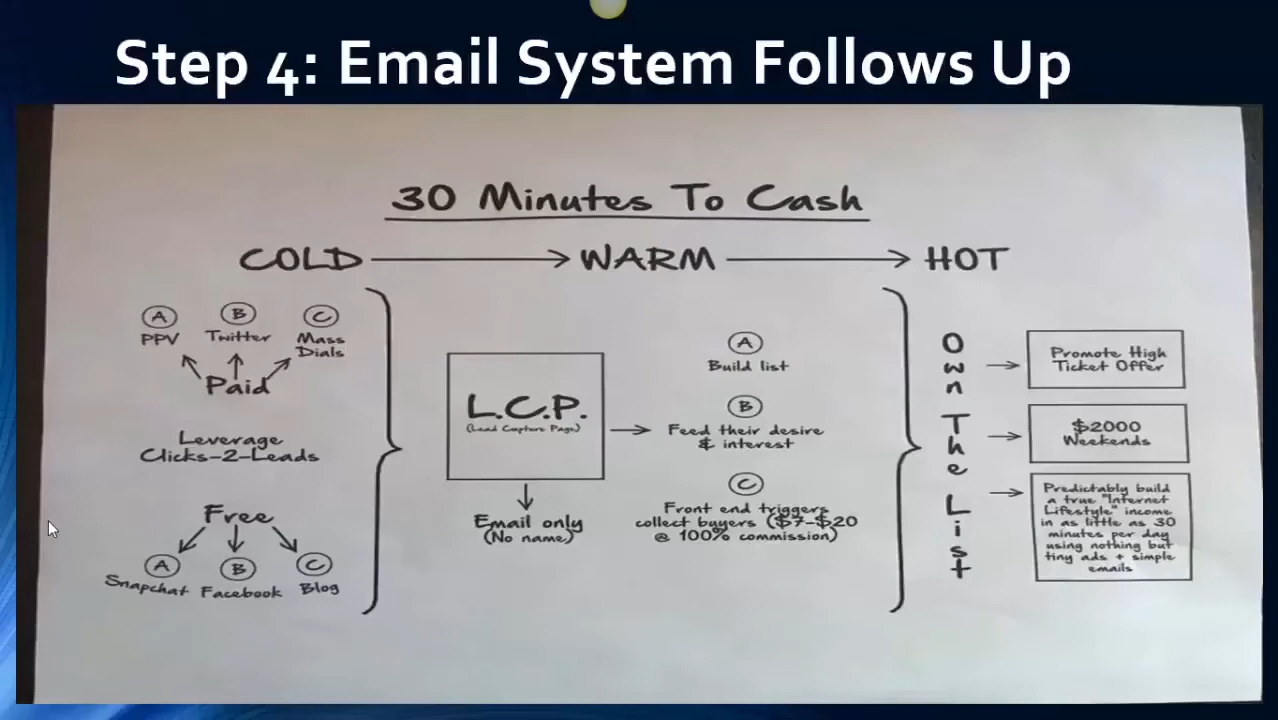 Step 4: Email System Follows Up
30 Minutes To Cash
COLD
WARM
HOT
A
B
C
PPV
Twitter
Mass
Dials
Paid
Leverage
Clicks-2-Leads
Free
A
B
C
Snapchat
Facebook
Blog
L.C.P.
(Lead Capture Page)
Email only
(No name)
A
Build list
B
Feed their desire
& interest
C
Front end triggers
collect buyers ($7-$20
@ 100% commission)
Own The List
Promote High
Ticket Offer
$2000
Weekends
Predictably build
a true "Internet
Lifestyle" income
in as little as 30
minutes per day
using nothing but
tiny ads + simple
emails